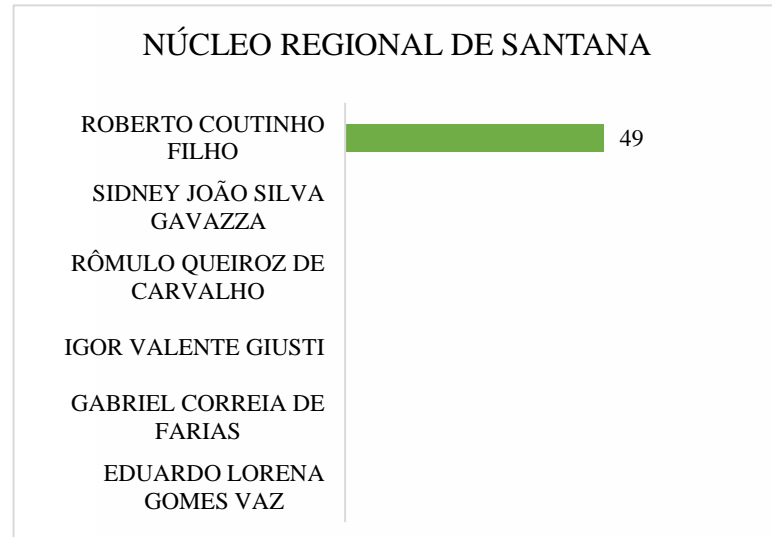 NÚCLEO REGIONAL DE SANTANA
ROBERTO COUTINHO
FILHO
49
SIDNEY JOÃO SILVA
GAVAZZA
RÔMULO QUEIROZ DE
CARVALHO
IGOR VALENTE GIUSTI
GABRIEL CORREIA DE
FARIAS
EDUARDO LORENA
GOMES VAZ